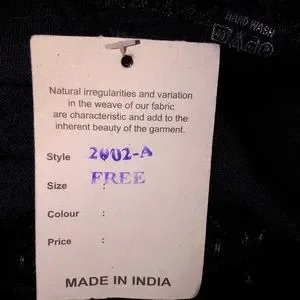 HAND WASH
Natural irregularities and variation
in the weave of our fabric
are characteristic and add to the
inherent beauty of the garment.
Style 2002-A
Size FREE
Colour :
Price :
MADE IN INDIA